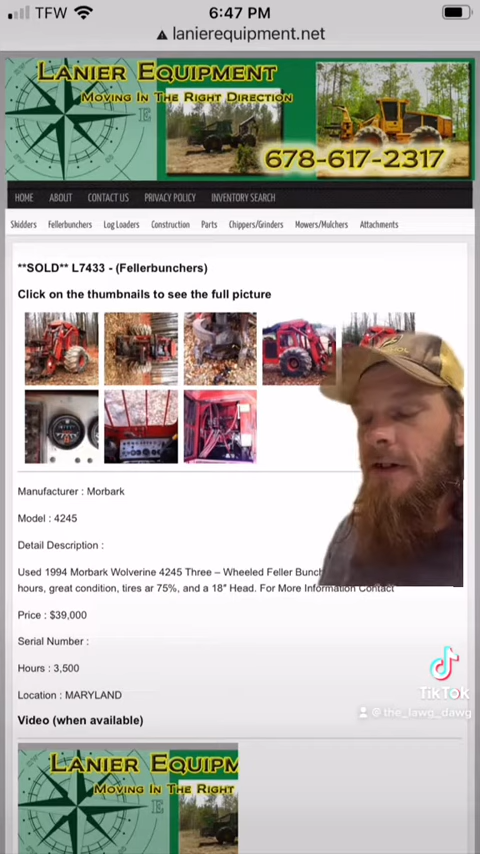 TFW 6:47 PM
lanierequipment.net
LANIER EQUIPMENT
MOVING IN THE RIGHT DIRECTION
E
678-617-2317
HOME ABOUT CONTACT US PRIVACY POLICY INVENTORY SEARCH
Skidders Fellerbunchers Log Loaders Construction Parts Chippers/Grinders Mowers/Mulchers Attachments
**SOLD** L7433 - (Fellerbunchers)
Click on the thumbnails to see the full picture
Manufacturer : Morbark
Model : 4245
Detail Description :
Used 1994 Morbark Wolverine 4245 Three – Wheeled Feller Bunch
hours, great condition, tires ar 75%, and a 18" Head. For More Information Contact
Price : $39,000
Serial Number :
Hours : 3,500
Location : MARYLAND
TikTok
@the_lawg_dawg
Video (when available)
LANIER EQUIPM
MOVING IN THE RIGHT
E